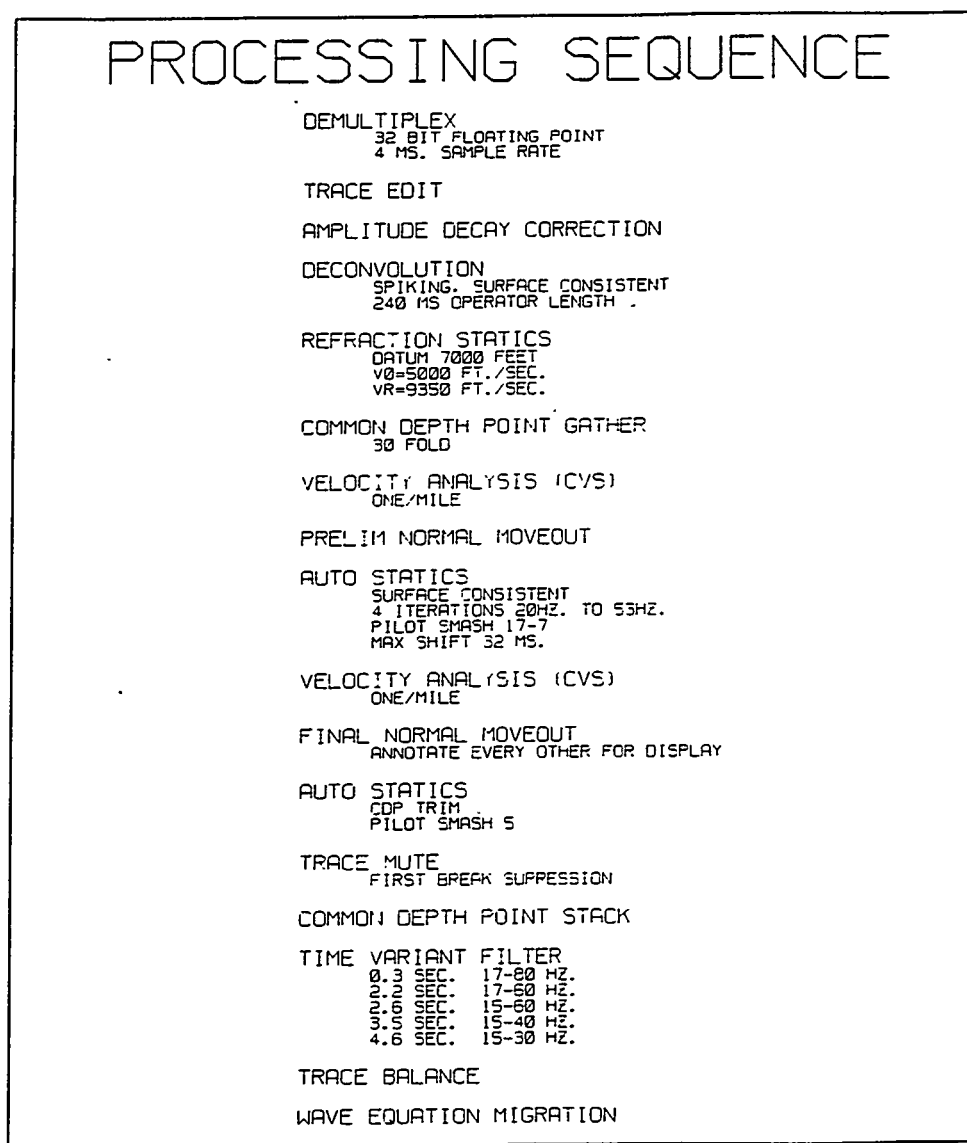 PROCESSING SEQUENCE
DEMULTIPLEX
32 BIT FLOATING POINT
4 MS. SAMPLE RATE
TRACE EDIT
AMPLITUDE DECAY CORRECTION
DECONVOLUTION
SPIKING. SURFACE CONSISTENT
240 MS OPERATOR LENGTH .
REFRACTION STATICS
DATUM 7000 FEET
V0=5000 FT./SEC.
VR=9350 FT./SEC.
COMMON DEPTH POINT GATHER
30 FOLD
VELOCITY ANALYSIS (CVS)
ONE/MILE
PRELIM NORMAL MOVEOUT
AUTO STATICS
SURFACE CONSISTENT
4 ITERATIONS 20HZ. TO 55HZ.
PILOT SMASH 17-7
MAX SHIFT 32 MS.
VELOCITY ANALYSIS (CVS)
ONE/MILE
FINAL NORMAL MOVEOUT
ANNOTATE EVERY OTHER FOR DISPLAY
AUTO STATICS
CDP TRIM
PILOT SMASH 5
TRACE MUTE
FIRST BREAK SUPPESSION
COMMON DEPTH POINT STACK
TIME VARIANT FILTER
0.3 SEC. 17-80 HZ.
2.2 SEC. 17-60 HZ.
2.6 SEC. 15-60 HZ.
3.5 SEC. 15-40 HZ.
4.6 SEC. 15-30 HZ.
TRACE BALANCE
WAVE EQUATION MIGRATION